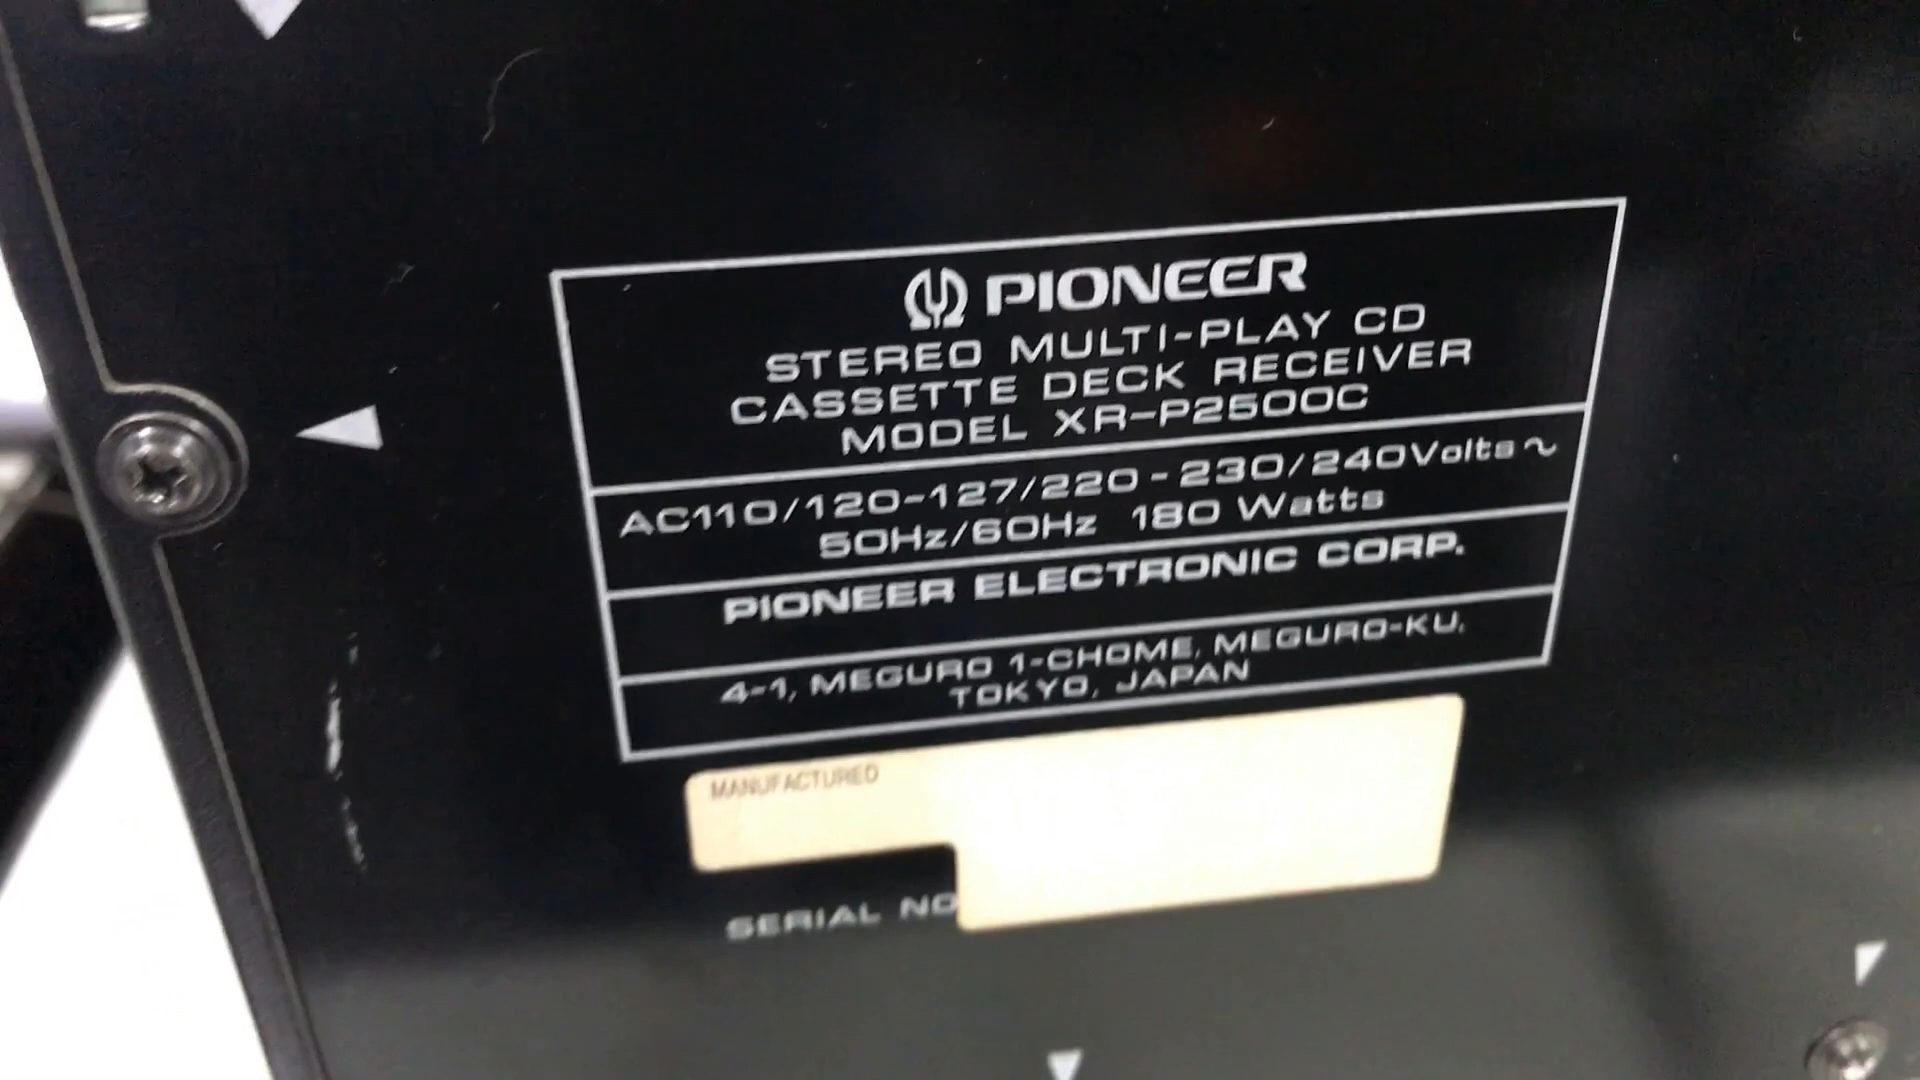 PIONEER
STEREO MULTI-PLAY CD
CASSETTE DECK RECEIVER
MODEL XR-P2500C
AC110/120-127/220-230/240Volts ~
50Hz/60Hz 180 Watts
PIONEER ELECTRONIC CORP.
4-1, MEGURO 1-CHOME, MEGURO-KU,
TOKYO, JAPAN
MANUFACTURED
SERIAL NO